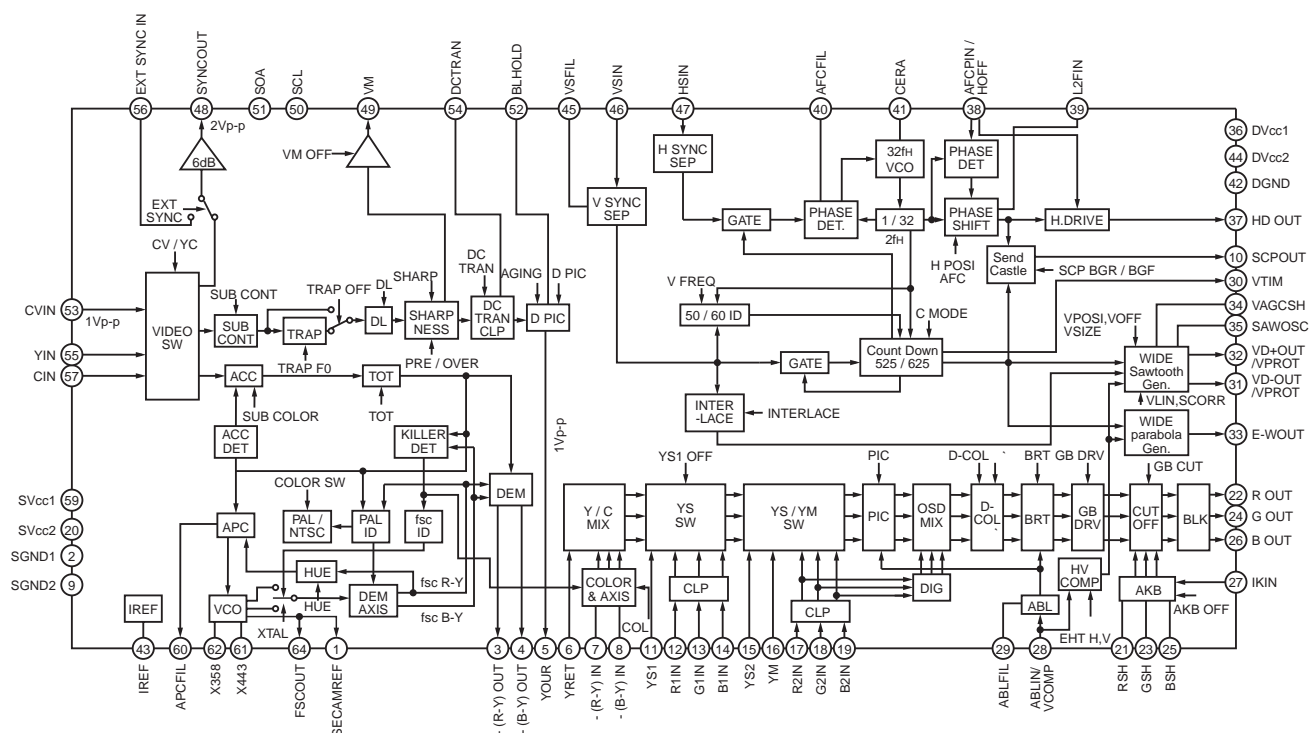 EXT SYNC IN
SYNCOUT
SOA
SCL
VM
DCTRAN
BLHOLD
VSFIL
VSIN
HSIN
AFCFIL
CERA
AFCPIN /
HOFF
L2FIN
56
48
51
50
49
54
52
45
46
47
40
41
38
39
2Vp-p
6dB
VM OFF
H SYNC
SEP
32fH
VCO
PHASE
DET
36
DVcc1
44
DVcc2
42
DGND
EXT
SYNC
V SYNC
SEP
GATE
PHASE
DET.
1 / 32
2fH
PHASE
SHIFT
H.DRIVE
37
HD OUT
CV / YC
H POSI
AFC
Send
Castle
10
SCPOUT
SCP BGR / BGF
30
VTIM
SUB CONT
TRAP OFF
DL
SHARP
DC
TRAN
AGING
D PIC
V FREQ
50 / 60 ID
C MODE
34
VAGCSH
53
CVIN
1Vp-p
VIDEO
SW
SUB
CONT
TRAP
DL
SHARP
NESS
DC
TRAN
CLP
D PIC
VPOSI,VOFF
VSIZE
35
SAWOSC
55
YIN
57
CIN
TRAP F0
PRE / OVER
GATE
Count Down
525 / 625
WIDE
Sawtooth
Gen.
32
VD+OUT
/VPROT
31
VD-OUT
/VPROT
ACC
TOT
SUB COLOR
TOT
INTER
-LACE
INTERLACE
VLIN,SCORR
ACC
DET
KILLER
DET
1Vp-p
WIDE
parabola
Gen.
33
E-WOUT
YS1 OFF
PIC
D-COL `
BRT
GB DRV
GB CUT
SVcc1
59
COLOR SW
DEM
SVcc2
20
APC
PAL /
NTSC
PAL
ID
fsc
ID
Y / C
MIX
YS
SW
YS / YM
SW
PIC
OSD
MIX
D-
COL `
BRT
GB
DRV
CUT
OFF
BLK
22
R OUT
24
G OUT
26
B OUT
SGND1
2
SGND2
9
HUE
fsc R-Y
COLOR
& AXIS
CLP
DIG
HV
COMP
AKB
27
IKIN
IREF
VCO
HUE
DEM
AXIS
fsc B-Y
XTAL
COL
CLP
ABL
AKB OFF
EHT H,V
43
60
62
61
64
1
3
4
5
6
7
8
11
12
13
14
15
16
17
18
19
29
28
21
23
25
IREF
APCFIL
X358
X443
FSCOUT
SECAMREF
- (R-Y) OUT
- (B-Y) OUT
YOUR
YRET
- (R-Y) IN
- (B-Y) IN
YS1
R1IN
G1IN
B1IN
YS2
YM
R2IN
G2IN
B2IN
ABLFIL
ABLIN/
VCOMP
RSH
GSH
BSH